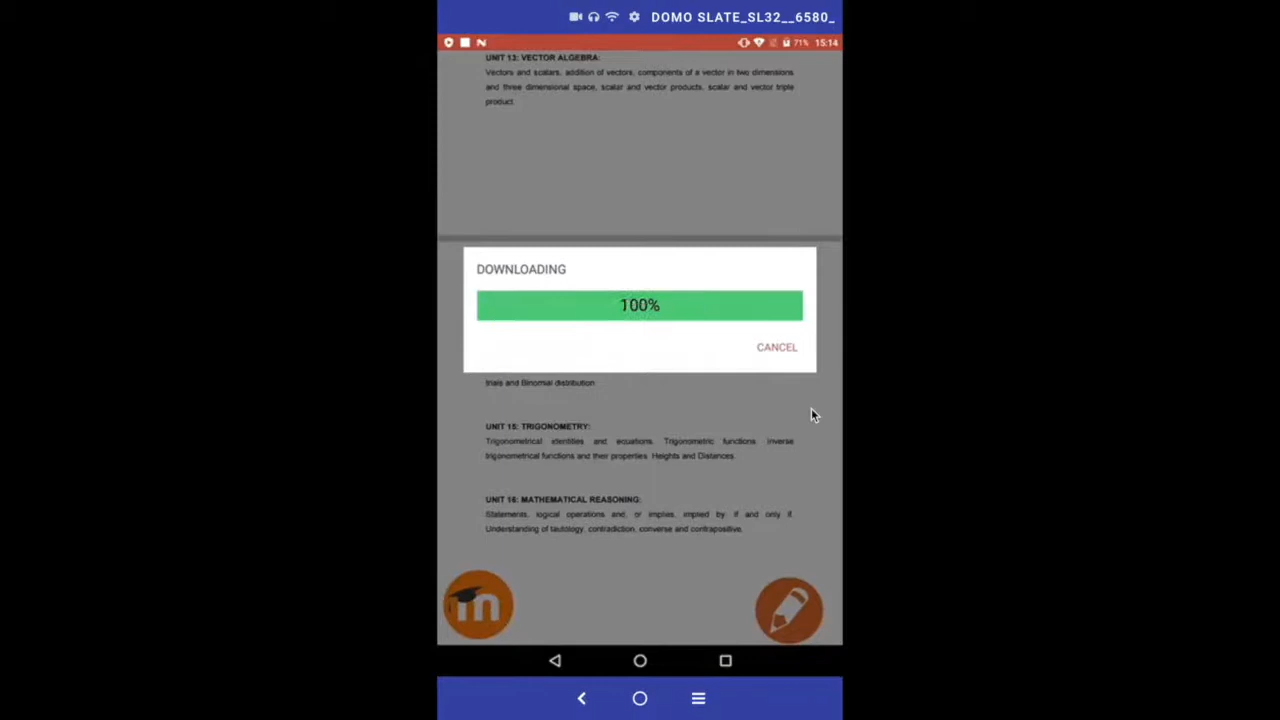 DOMO SLATE_SL32__6580_
71% 15:14
UNIT 13: VECTOR ALGEBRA:
Vectors and scalars, addition of vectors, components of a vector in two dimensions
and three dimensional space, scalar and vector products, scalar and vector triple
product.
DOWNLOADING
100%
CANCEL
trials and Binomial distribution
UNIT 15: TRIGONOMETRY:
Trigonometrical identities and equations. Trigonometric functions. Inverse
trigonometrical functions and their properties. Heights and Distances.
UNIT 16: MATHEMATICAL REASONING:
Statements, logical operations and, or implies, implied by, if and only if.
Understanding of tautology, contradiction, converse and contrapositive.
m